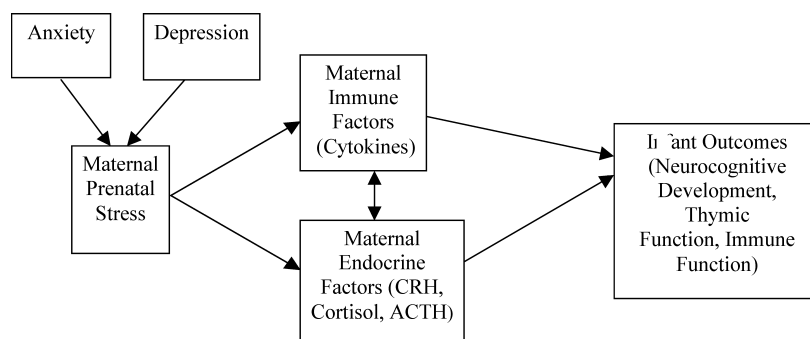 Anxiety
Depression
Maternal
Prenatal
Stress
Maternal
Immune
Factors
(Cytokines)
Maternal
Endocrine
Factors (CRH,
Cortisol, ACTH)
Infant Outcomes
(Neurocognitive
Development,
Thymic
Function, Immune
Function)